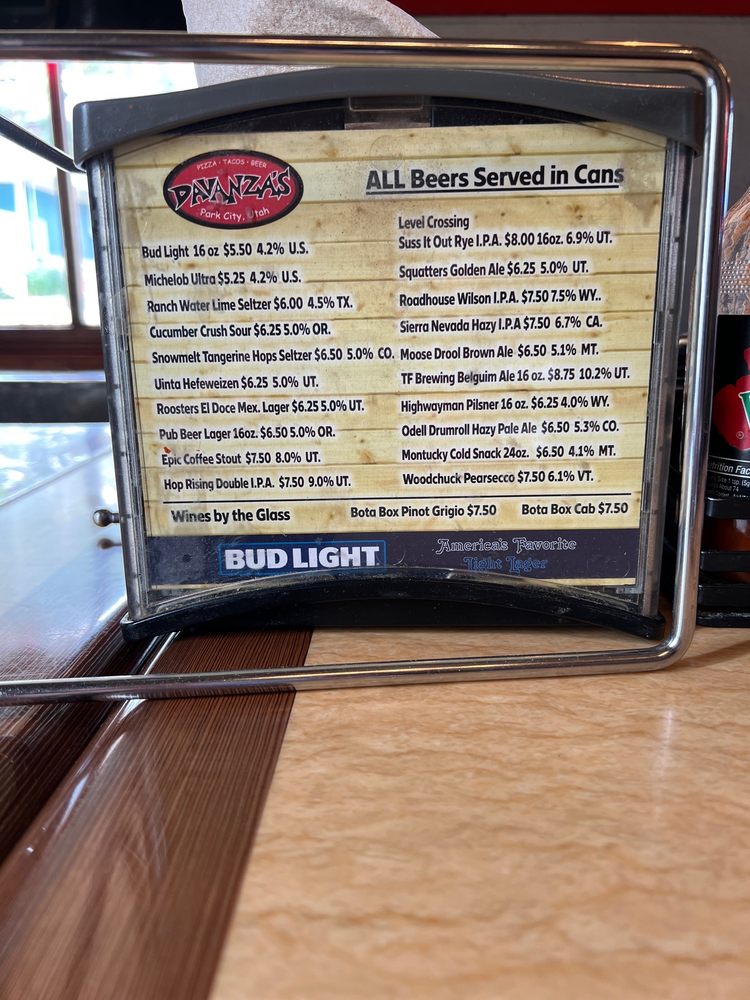 PIZZA • TACOS • BEER
DAVANZA'S
Park City, Utah
ALL Beers Served in Cans
Bud Light 16 oz $5.50 4.2% U.S.
Michelob Ultra $5.25 4.2% U.S.
Ranch Water Lime Seltzer $6.00 4.5% TX.
Cucumber Crush Sour $6.25 5.0% OR.
Snowmelt Tangerine Hops Seltzer $6.50 5.0% CO.
Uinta Hefeweizen $6.25 5.0% UT.
Roosters El Doce Mex. Lager $6.25 5.0% UT.
Pub Beer Lager 16oz. $6.50 5.0% OR.
Epic Coffee Stout $7.50 8.0% UT.
Hop Rising Double I.P.A. $7.50 9.0% UT.
Level Crossing
Suss It Out Rye I.P.A. $8.00 16oz. 6.9% UT.
Squatters Golden Ale $6.25 5.0% UT.
Roadhouse Wilson I.P.A. $7.50 7.5% WY..
Sierra Nevada Hazy I.P.A $7.50 6.7% CA.
Moose Drool Brown Ale $6.50 5.1% MT.
TF Brewing Belguim Ale 16 oz. $8.75 10.2% UT.
Highwayman Pilsner 16 oz. $6.25 4.0% WY.
Odell Drumroll Hazy Pale Ale $6.50 5.3% CO.
Montucky Cold Snack 24oz. $6.50 4.1% MT.
Woodchuck Pearsecco $7.50 6.1% VT.
Wines by the Glass Bota Box Pinot Grigio $7.50 Bota Box Cab $7.50
BUD LIGHT
America's Favorite
Light Lager